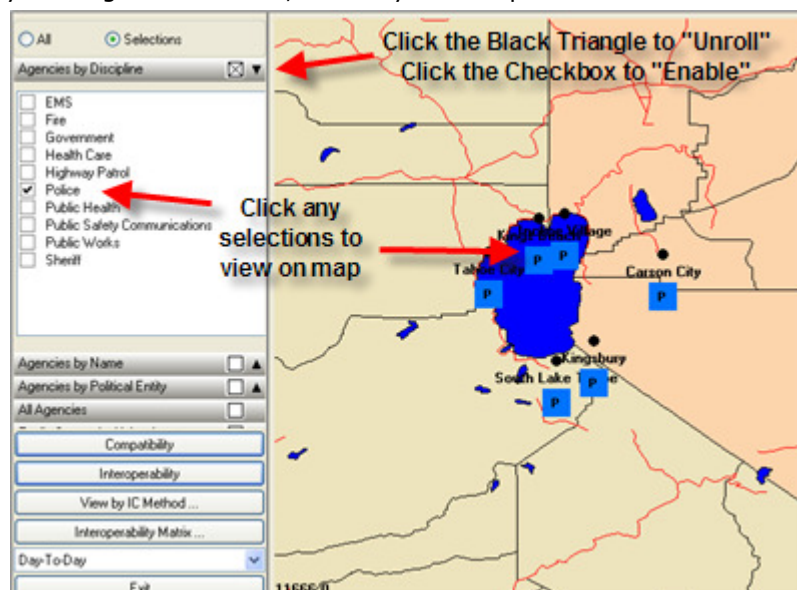 All Selections
Agencies by Discipline
EMS
Fire
Government
Health Care
Highway Patrol
Police
Public Health
Public Safety Communications
Public Works
Sheriff
Agencies by Name
Agencies by Political Entity
All Agencies
Compatibility
Interoperability
View by IC Method ...
Interoperability Matrix ...
Day-To-Day
Exit
Click the Black Triangle to "Unroll"
Click the Checkbox to "Enable"
Click any
selections to
view on map
Village
P P
Tahoe City
P
Carson City
P
Kingsbury
South Lake
P
P